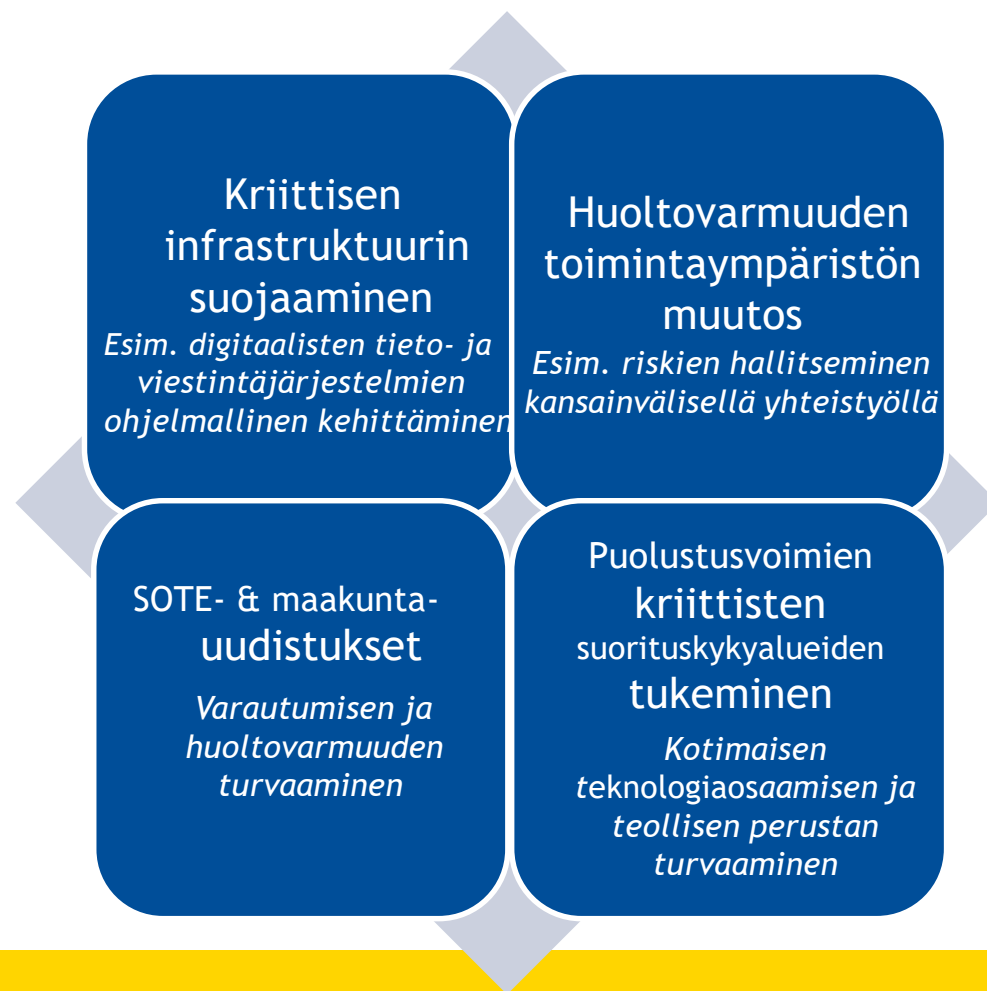 Kriittisen
infrastruktuurin
suojaaminen
Esim. digitaalisten tieto- ja
viestintäjärjestelmien
ohjelmallinen kehittäminen
Huoltovarmuuden
toimintaympäristön
muutos
Esim. riskien hallitseminen
kansainvälisellä yhteistyöllä
SOTE- & maakunta-
uudistukset
Varautumisen ja
huoltovarmuuden
turvaaminen
Puolustusvoimien
kriittisten
suorituskykyalueiden
tukeminen
Kotimaisen
teknologiaosaamisen ja
teollisen perustan
turvaaminen